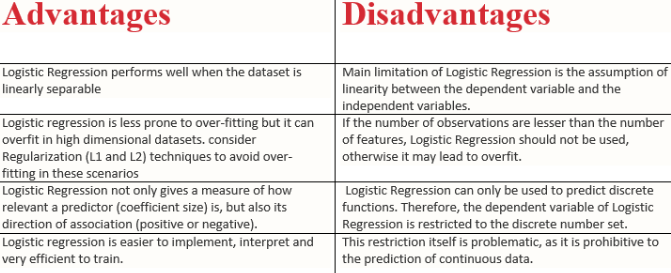 Advantages
Disadvantages
Logistic Regression performs well when the dataset is
linearly separable
Main limitation of Logistic Regression is the assumption of
linearity between the dependent variable and the
independent variables.
Logistic regression is less prone to over-fitting but it can
overfit in high dimensional datasets. consider
Regularization (L1 and L2) techniques to avoid over-
fitting in these scenarios
If the number of observations are lesser than the number
of features, Logistic Regression should not be used,
otherwise it may lead to overfit.
Logistic Regression not only gives a measure of how
relevant a predictor (coefficient size) is, but also its
direction of association (positive or negative).
Logistic Regression can only be used to predict discrete
functions. Therefore, the dependent variable of Logistic
Regression is restricted to the discrete number set.
Logistic regression is easier to implement, interpret and
very efficient to train.
This restriction itself is problematic, as it is prohibitive to
the prediction of continuous data.